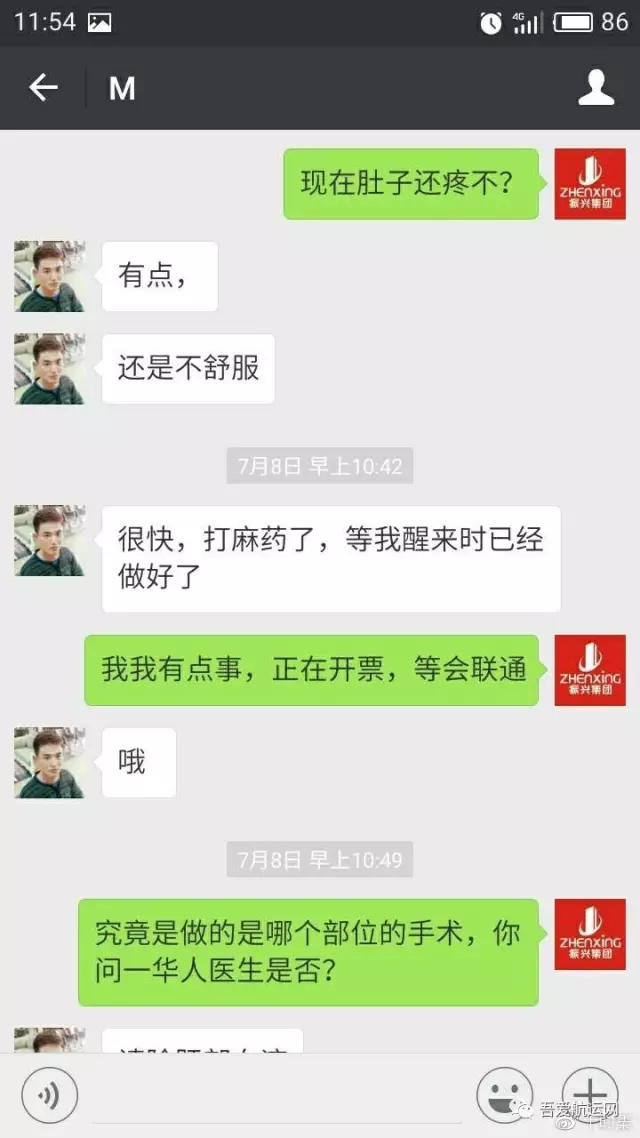 11:54
4G
86
M
现在肚子还疼不?
ZHENXING
振兴集团
有点，
还是不舒服
7月8日 早上10:42
很快，打麻药了，等我醒来时已经
做好了
我我有点事，正在开票，等会联通
ZHENXING
振兴集团
哦
7月8日 早上10:49
究竟是做的是哪个部位的手术，你
问一华人医生是否?
ZHENXING
振兴集团
吾爱航运网